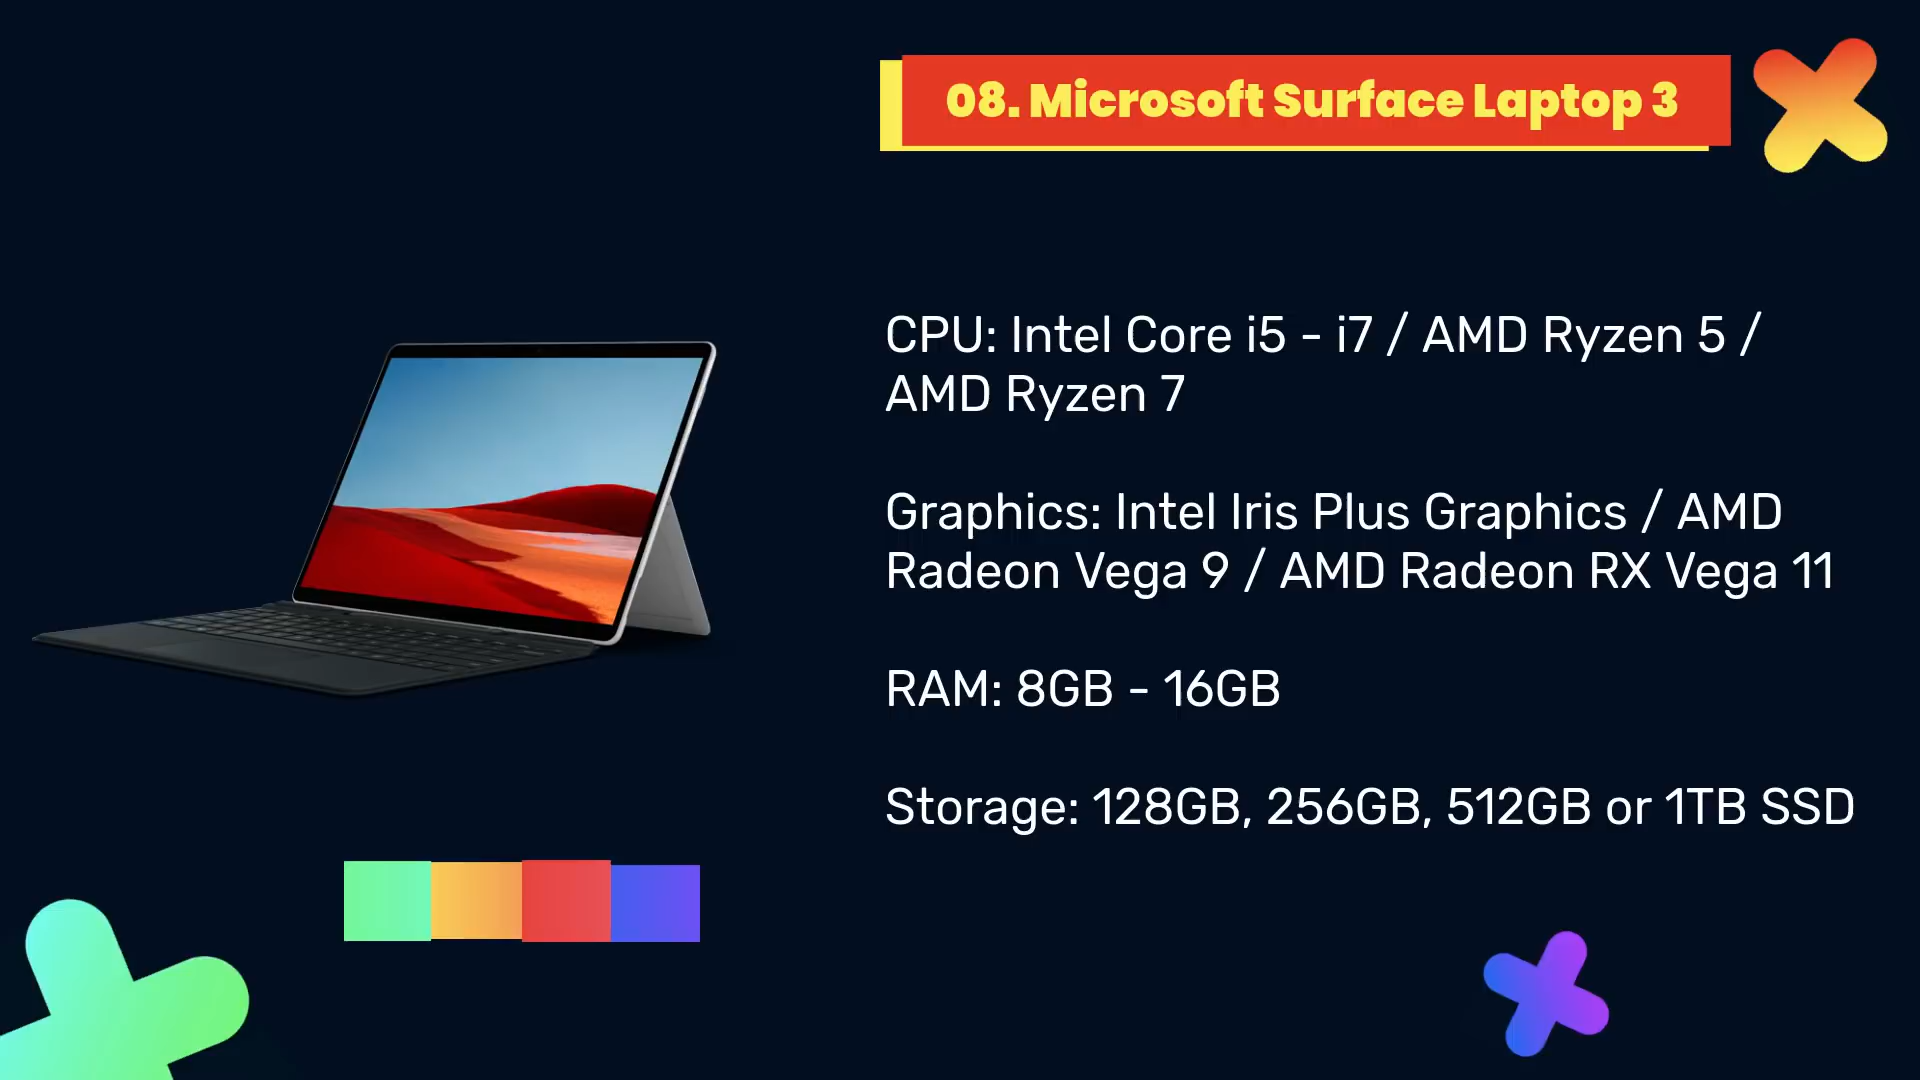 08. Microsoft Surface Laptop 3
CPU: Intel Core i5 - i7 / AMD Ryzen 5 /
AMD Ryzen 7
Graphics: Intel Iris Plus Graphics / AMD
Radeon Vega 9 / AMD Radeon RX Vega 11
RAM: 8GB - 16GB
Storage: 128GB, 256GB, 512GB or 1TB SSD